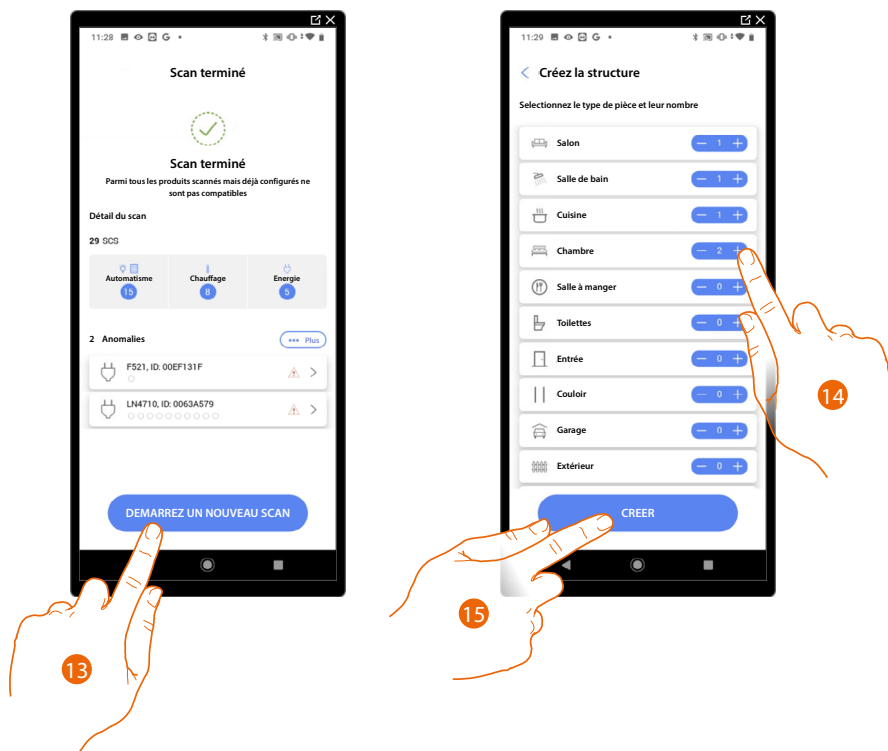 11:28 G
Scan terminé
Scan terminé
Parmi tous les produits scannés mais déjà configurés ne
sont pas compatibles
Détail du scan
29 SCS
Automatisme Chauffage Energie
15 8 5
2 Anomalies ••• Plus
F521, ID: 00EF131F
LN4710, ID: 0063A579
DEMARREZ UN NOUVEAU SCAN
13
11:29 G
Créez la structure
Selectionnez le type de pièce et leur nombre
Salon − 1 +
Salle de bain − 1 +
Cuisine − 1 +
Chambre − 2 +
Salle à manger − 0 +
Toilettes − 0 +
Entrée − 0 +
Couloir − 0 +
Garage − 0 +
Extérieur − 0 +
CREER
14
15